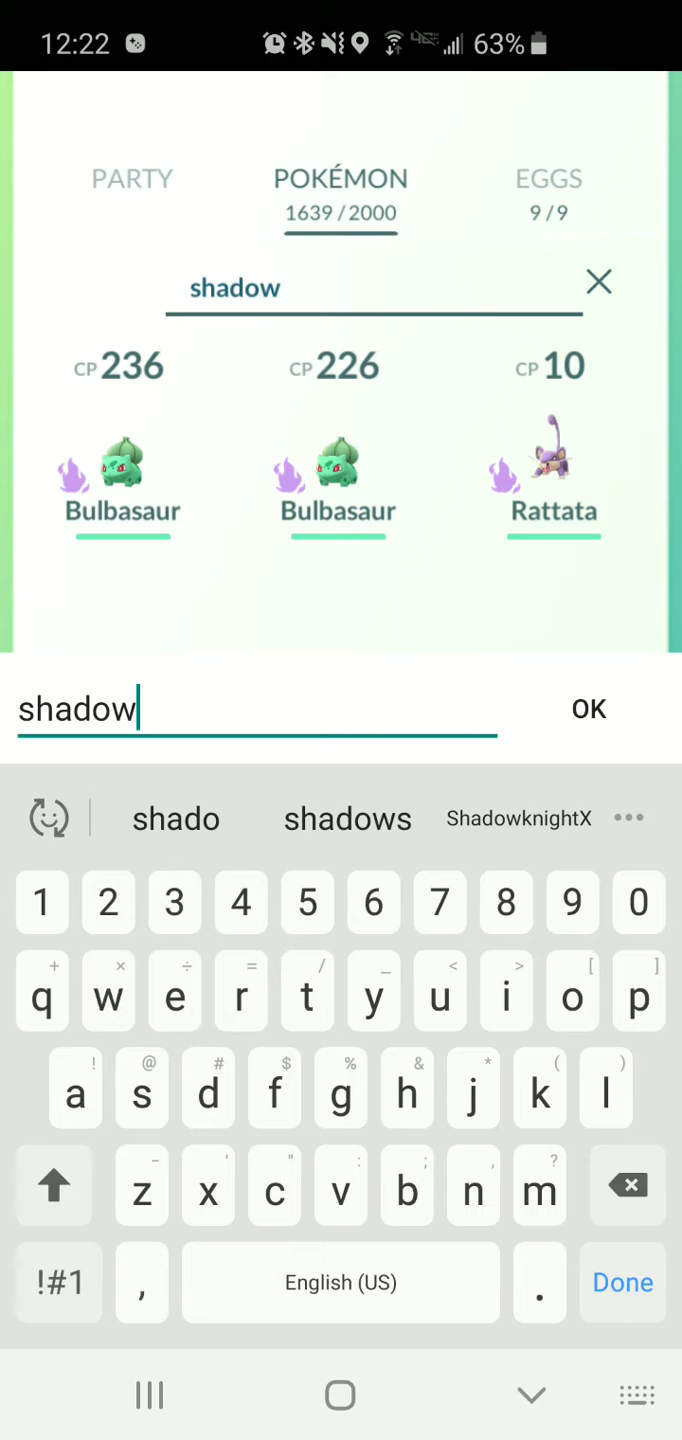 12:22 63%
PARTY POKÉMON EGGS
1639 / 2000 9 / 9
shadow
CP 236 CP 226 CP 10
Bulbasaur Bulbasaur Rattata
shadow OK
shado shadows ShadowknightX
1 2 3 4 5 6 7 8 9 0
+ × ÷ = / _ < > [ ]
q w e r t y u i o p
! @ # $ % & * ( )
a s d f g h j k l
- ' " : ; , ?
z x c v b n m
!#1 , English (US) . Done